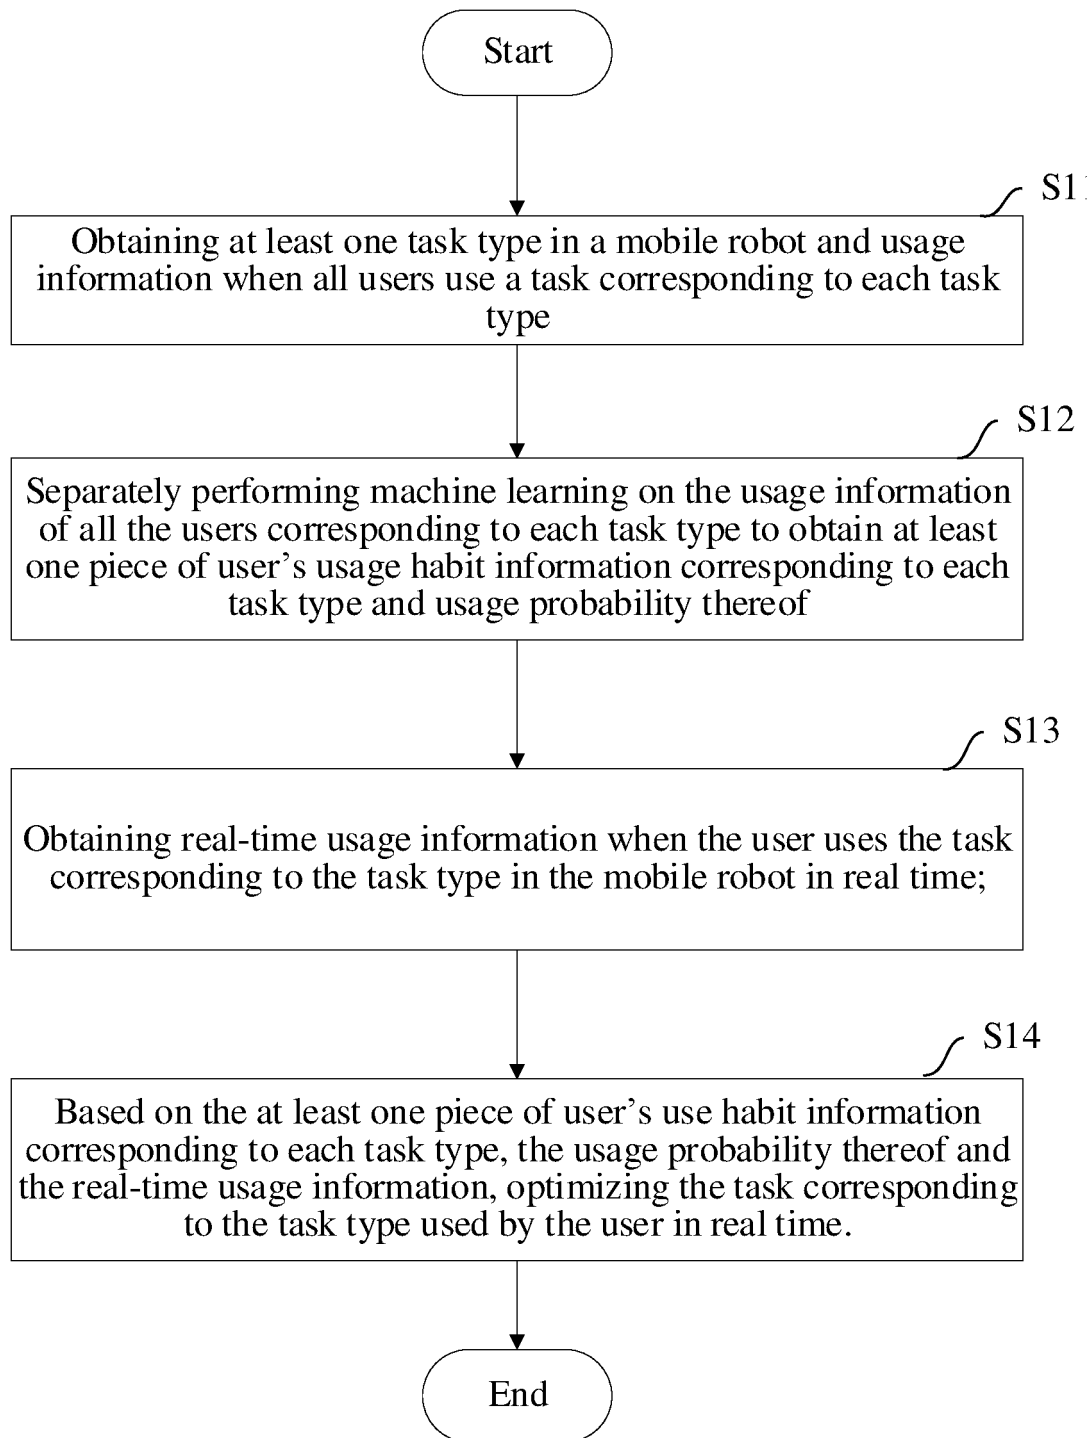 Start
S11
Obtaining at least one task type in a mobile robot and usage
information when all users use a task corresponding to each task
type
S12
Separately performing machine learning on the usage information
of all the users corresponding to each task type to obtain at least
one piece of user’s usage habit information corresponding to each
task type and usage probability thereof
S13
Obtaining real-time usage information when the user uses the task
corresponding to the task type in the mobile robot in real time;
S14
Based on the at least one piece of user’s use habit information
corresponding to each task type, the usage probability thereof and
the real-time usage information, optimizing the task corresponding
to the task type used by the user in real time.
End